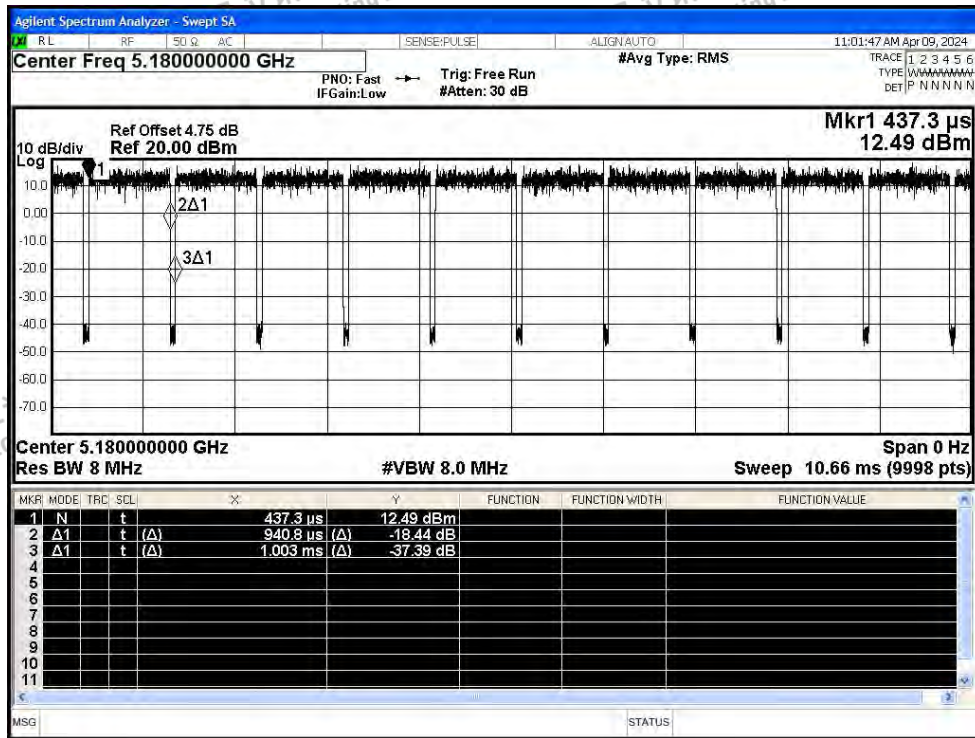 Agilent Spectrum Analyzer - Swept SA
LXI RL RF 50 Ω AC SENSE:PULSE ALIGN AUTO 11:01:47 AM Apr 09, 2024
Center Freq 5.180000000 GHz #Avg Type: RMS TRACE 1 2 3 4 5 6
PNO: Fast Trig: Free Run TYPE WWWWWW
IFGain:Low #Atten: 30 dB DET P N N N N N
Mkr1 437.3 µs
Ref Offset 4.75 dB
10 dB/div Ref 20.00 dBm 12.49 dBm
Log
1
10.0
2Δ1
0.00
-10.0
3Δ1
-20.0
-30.0
-40.0
-50.0
-60.0
-70.0
Center 5.180000000 GHz Span 0 Hz
Res BW 8 MHz #VBW 8.0 MHz Sweep 10.66 ms (9998 pts)
MKR MODE TRC SCL X Y FUNCTION FUNCTION WIDTH FUNCTION VALUE
1 N t 437.3 µs 12.49 dBm
2 Δ1 t (Δ) 940.8 µs (Δ) -18.44 dB
3 Δ1 t (Δ) 1.003 ms (Δ) -37.39 dB
4
5
6
7
8
9
10
11
MSG STATUS